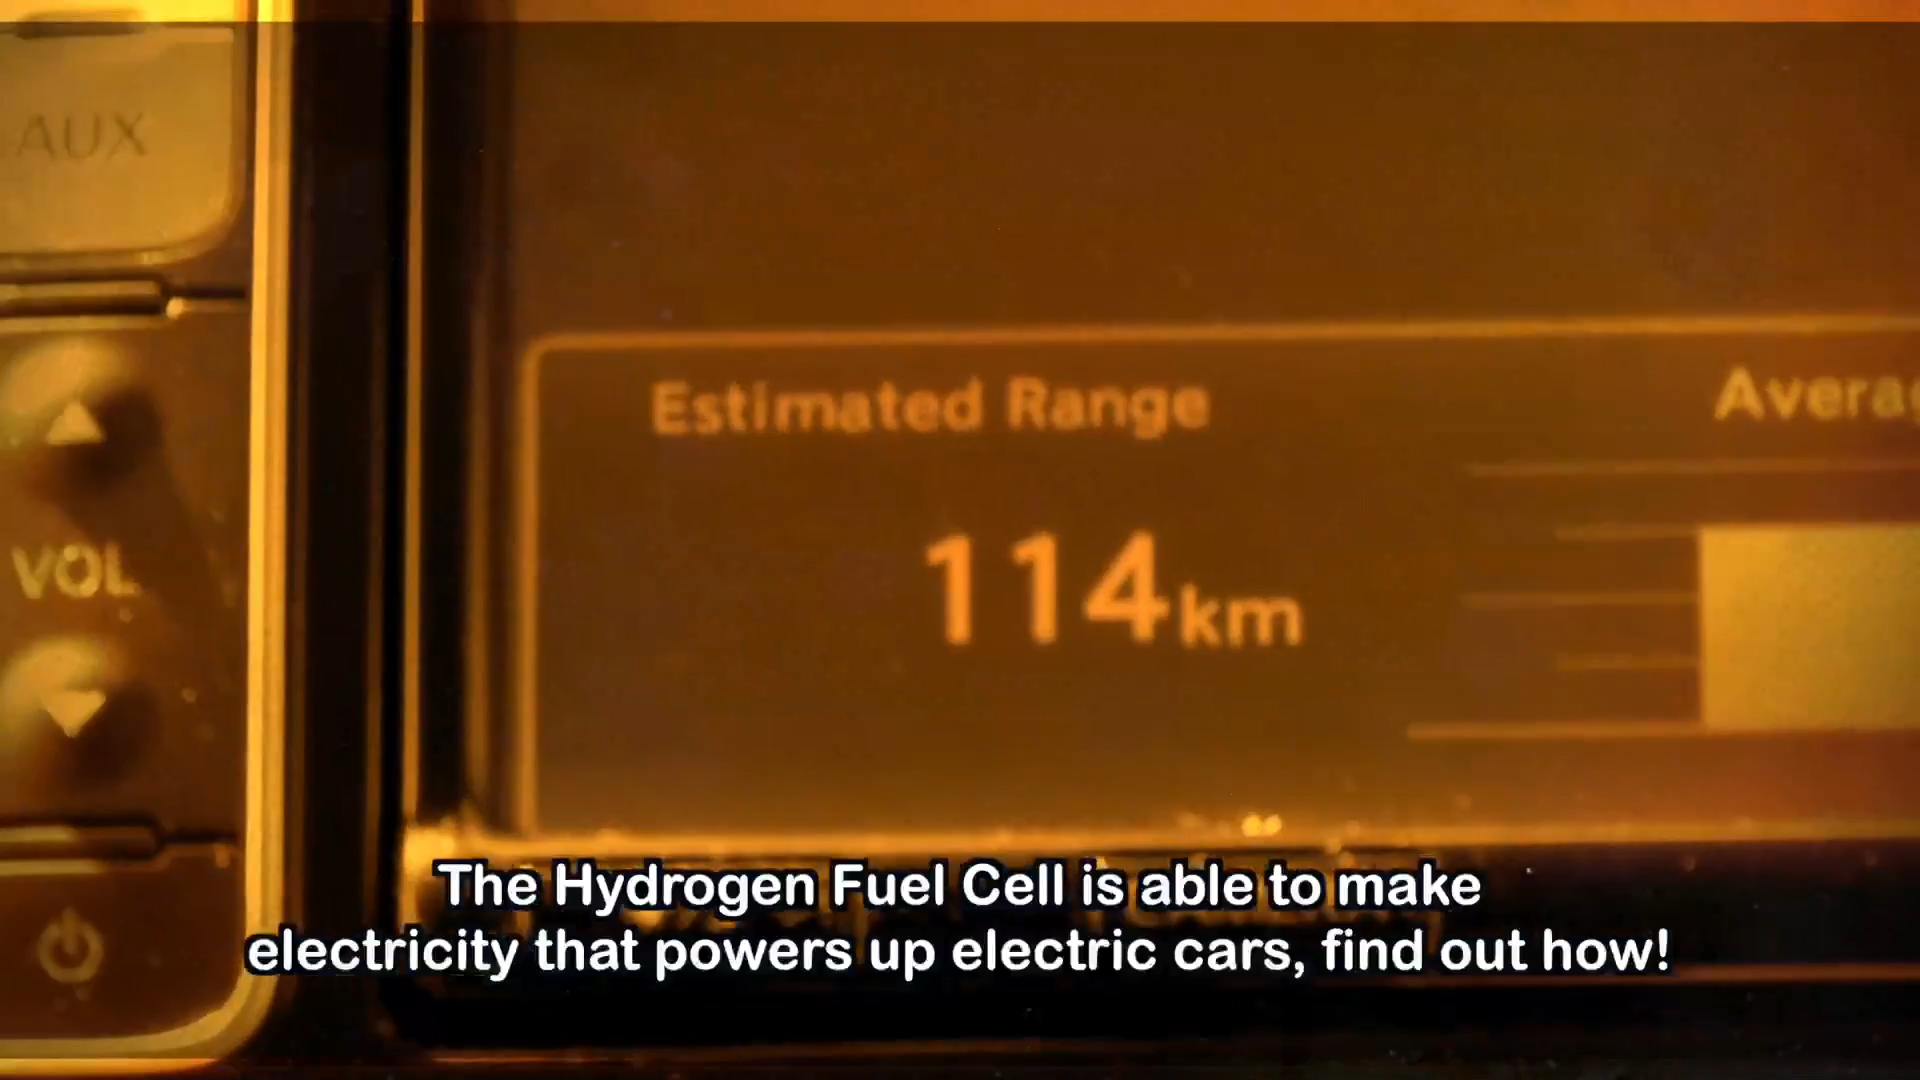 AUX
Estimated Range
114km
VOL
The Hydrogen Fuel Cell is able to make
electricity that powers up electric cars, find out how!